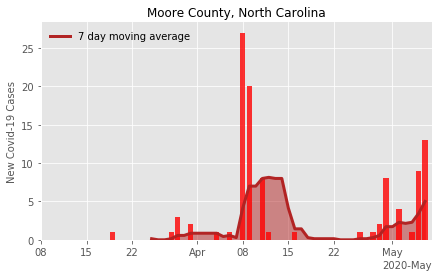 Moore County, North Carolina
7 day moving average
New Covid-19 Cases
25
20
15
10
5
0
08
15
22
Apr
08
15
22
May
2020-May